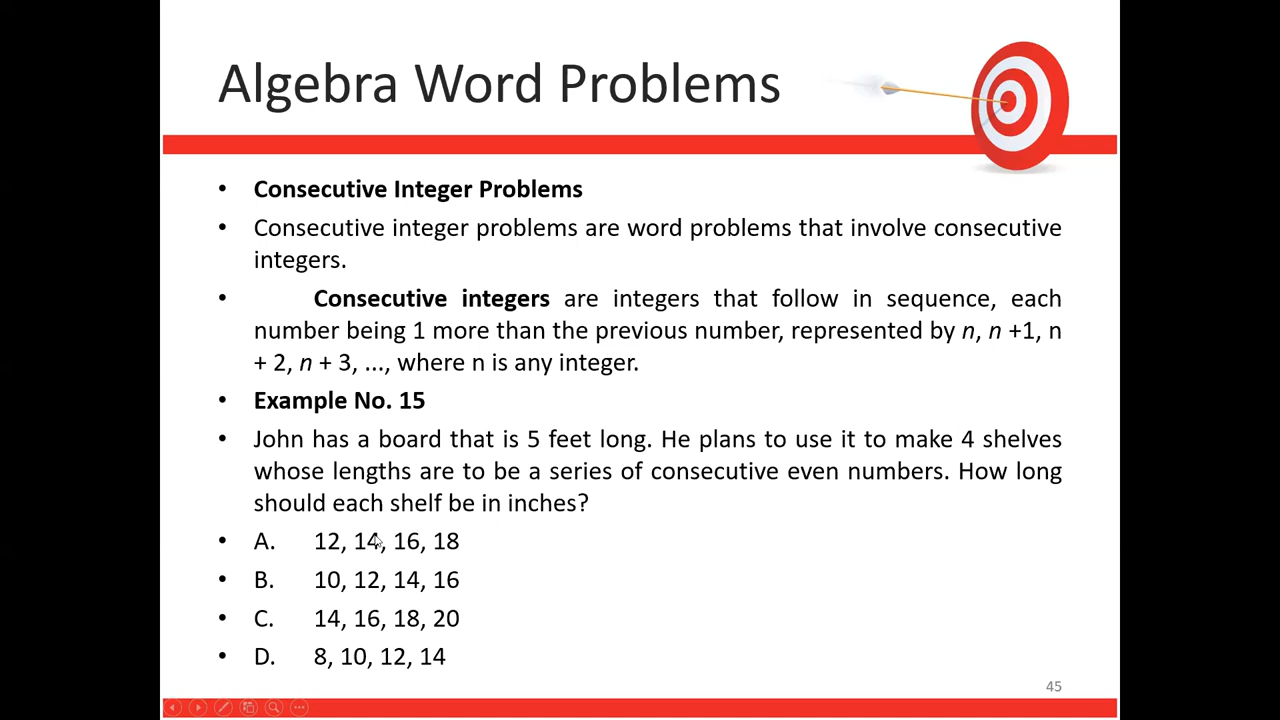 Algebra Word Problems
• Consecutive Integer Problems
• Consecutive integer problems are word problems that involve consecutive
integers.
• Consecutive integers are integers that follow in sequence, each
number being 1 more than the previous number, represented by n, n +1, n
+ 2, n + 3, ..., where n is any integer.
• Example No. 15
• John has a board that is 5 feet long. He plans to use it to make 4 shelves
whose lengths are to be a series of consecutive even numbers. How long
should each shelf be in inches?
• A. 12, 14, 16, 18
• B. 10, 12, 14, 16
• C. 14, 16, 18, 20
• D. 8, 10, 12, 14
45